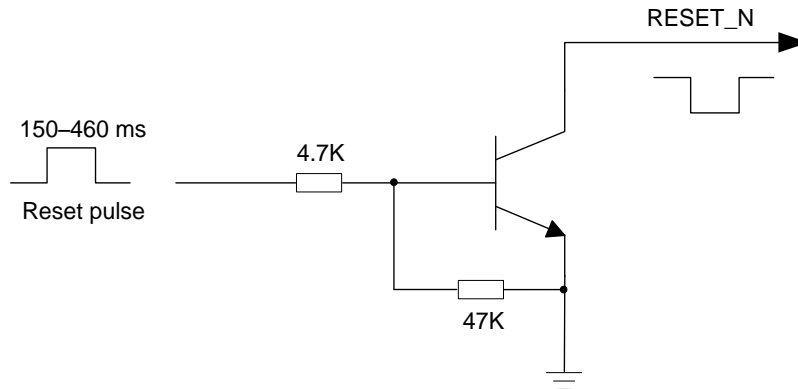 RESET_N
150–460 ms
4.7K
Reset pulse
47K